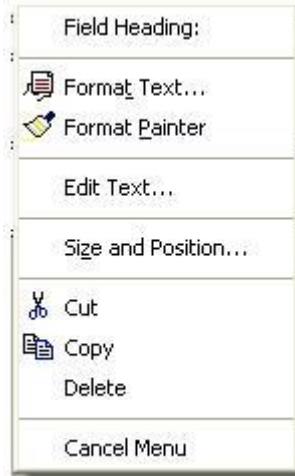 Field Heading:
Format Text...
Format Painter
Edit Text...
Size and Position...
Cut
Copy
Delete
Cancel Menu